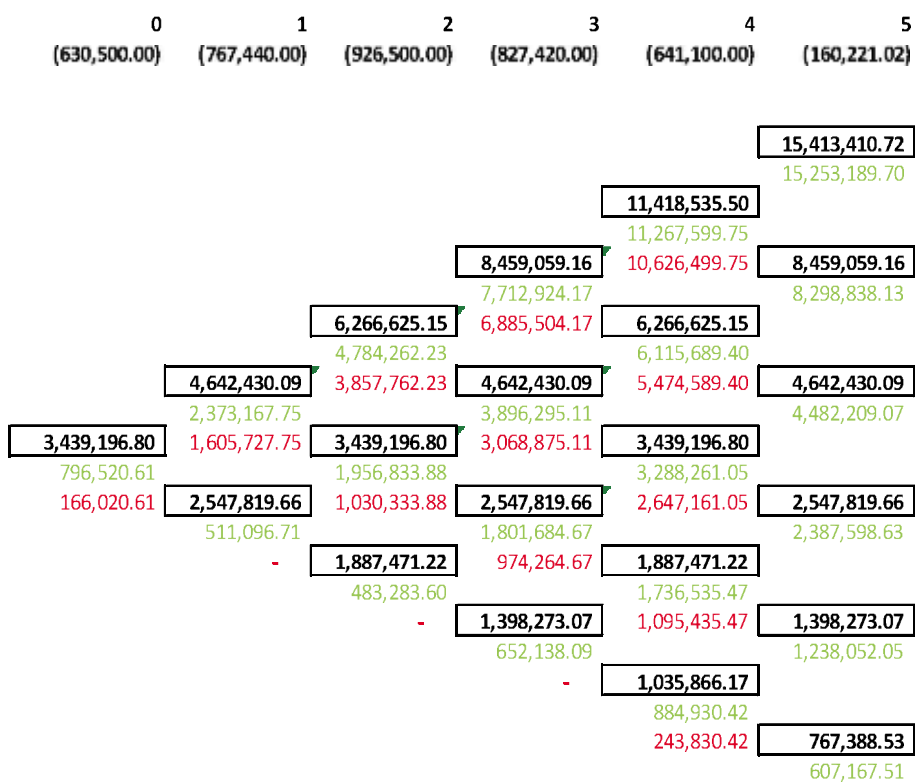 0 1 2 3 4 5
(630,500.00) (767,440.00) (926,500.00) (827,420.00) (641,100.00) (160,221.02)
15,413,410.72
15,253,189.70
11,418,535.50
11,267,599.75
8,459,059.16 10,626,499.75 8,459,059.16
7,712,924.17 8,298,838.13
6,266,625.15 6,885,504.17 6,266,625.15
4,784,262.23 6,115,689.40
4,642,430.09 3,857,762.23 4,642,430.09 5,474,589.40 4,642,430.09
2,373,167.75 3,896,295.11 4,482,209.07
3,439,196.80 1,605,727.75 3,439,196.80 3,068,875.11 3,439,196.80
796,520.61 1,956,833.88 3,288,261.05
166,020.61 2,547,819.66 1,030,333.88 2,547,819.66 2,647,161.05 2,547,819.66
511,096.71 1,801,684.67 2,387,598.63
- 1,887,471.22 974,264.67 1,887,471.22
483,283.60 1,736,535.47
- 1,398,273.07 1,095,435.47 1,398,273.07
652,138.09 1,238,052.05
- 1,035,866.17
884,930.42
243,830.42 767,388.53
607,167.51